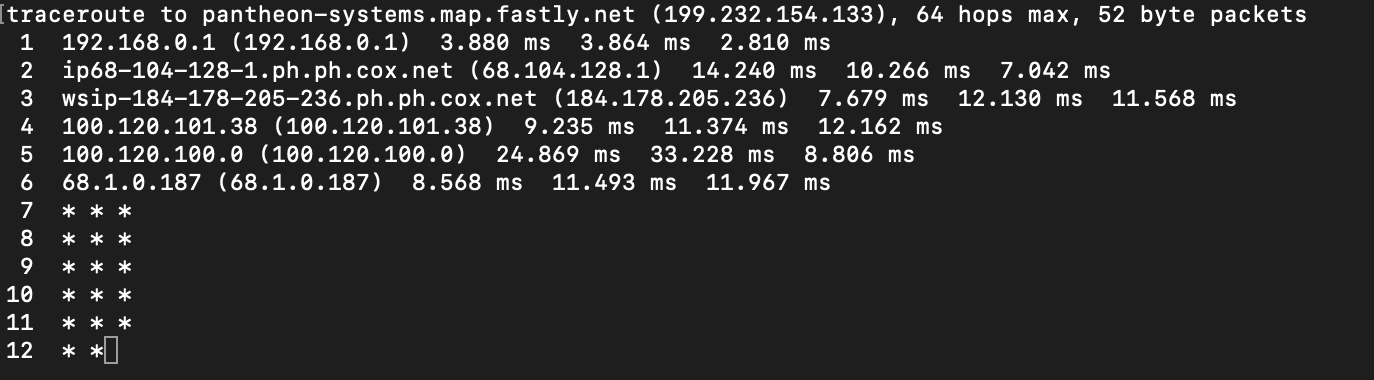 traceroute to pantheon-systems.map.fastly.net (199.232.154.133), 64 hops max, 52 byte packets
 1  192.168.0.1 (192.168.0.1)  3.880 ms  3.864 ms  2.810 ms
 2  ip68-104-128-1.ph.ph.cox.net (68.104.128.1)  14.240 ms  10.266 ms  7.042 ms
 3  wsip-184-178-205-236.ph.ph.cox.net (184.178.205.236)  7.679 ms  12.130 ms  11.568 ms
 4  100.120.101.38 (100.120.101.38)  9.235 ms  11.374 ms  12.162 ms
 5  100.120.100.0 (100.120.100.0)  24.869 ms  33.228 ms  8.806 ms
 6  68.1.0.187 (68.1.0.187)  8.568 ms  11.493 ms  11.967 ms
 7  * * *
 8  * * *
 9  * * *
10  * * *
11  * * *
12  * *